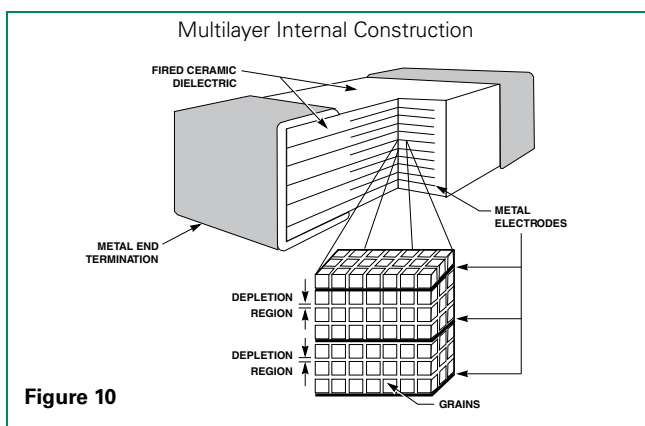 Multilayer Internal Construction
FIRED CERAMIC
DIELECTRIC
METAL
ELECTRODES
METAL END
TERMINATION
DEPLETION
REGION
DEPLETION
REGION
GRAINS
Figure 10